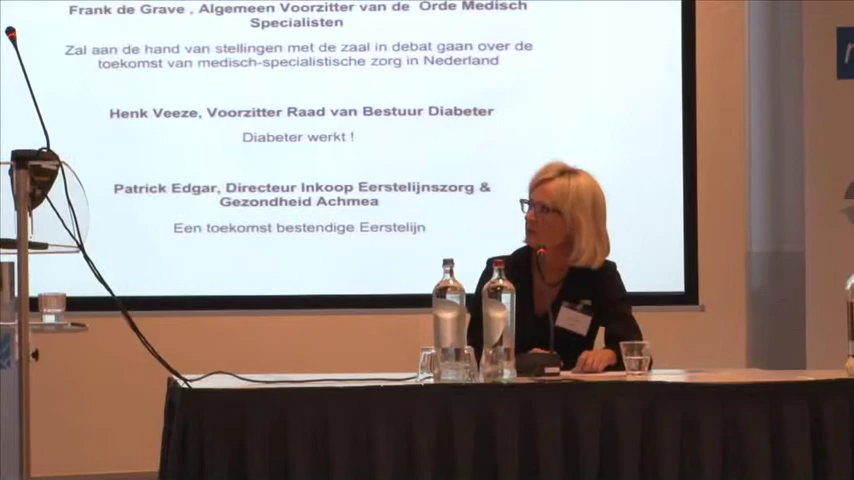 Frank de Grave , Algemeen Voorzitter van de Orde Medisch
Specialisten
Zal aan de hand van stellingen met de zaal in debat gaan over de
toekomst van medisch-specialistische zorg in Nederland
Henk Veeze, Voorzitter Raad van Bestuur Diabeter
Diabeter werkt !
Patrick Edgar, Directeur Inkoop Eerstelijnszorg &
Gezondheid Achmea
Een toekomst bestendige Eerstelijn.